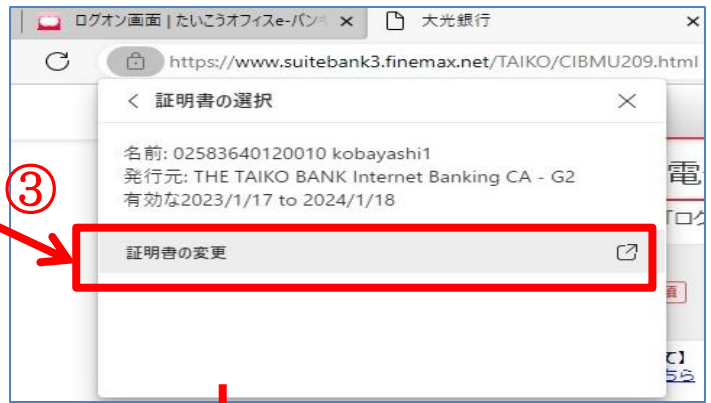 ログオン画面 | たいこうオフィスe-バンキ
大光銀行
https://www.suitebank3.finemax.net/TAIKO/CIBMU209.html
証明書の選択
名前: 02583640120010 kobayashi1
発行元: THE TAIKO BANK Internet Banking CA - G2
有効な2023/1/17 to 2024/1/18
③
証明書の変更
電
「ログ
て】
ちら